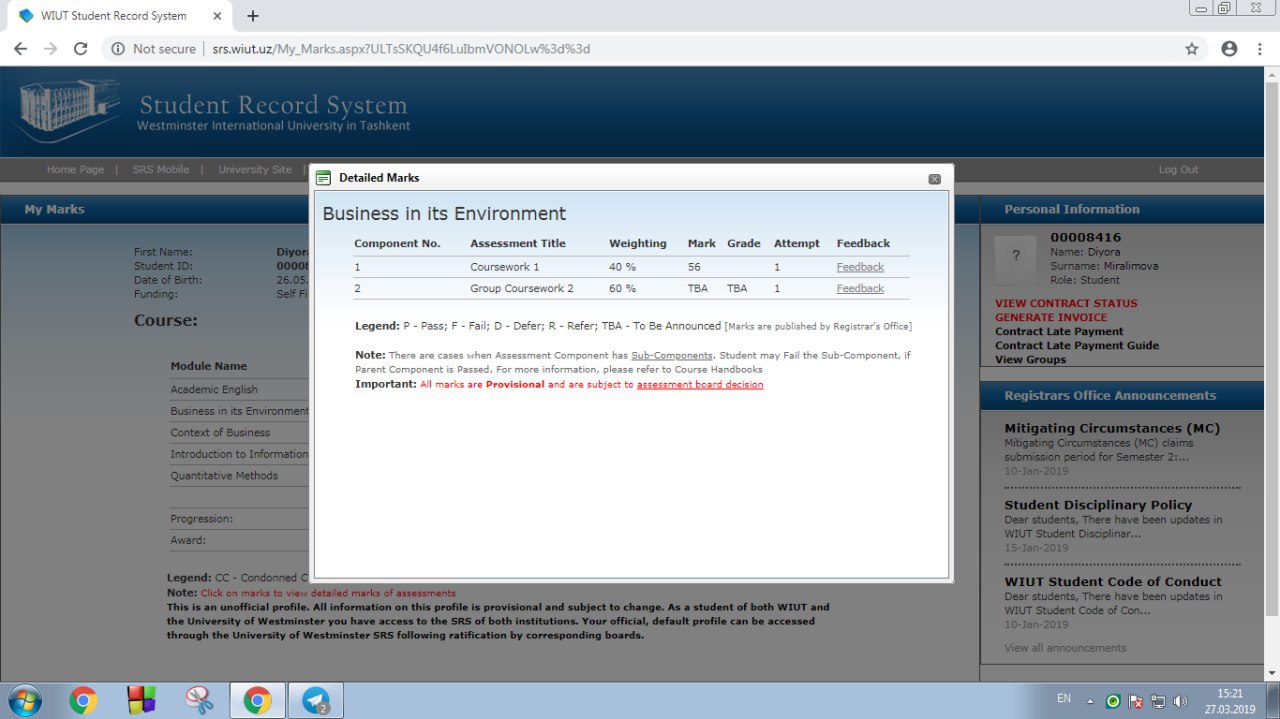 WIUT Student Record System
Not secure | srs.wiut.uz/My_Marks.aspx?ULTsSKQU4f6LuIbmVONOLw%3d%3d
Student Record System
Westminster International University in Tashkent
Home Page | SRS Mobile | University Site |
Log Out
My Marks
First Name: Diyor
Student ID: 0000
Date of Birth: 26.05.
Funding: Self Fi
Course:
Module Name
Academic English
Business in its Environment
Context of Business
Introduction to Information
Quantitative Methods
Progression:
Award:
Legend: CC - Condonned C
Note: Click on marks to view detailed marks of assessments
This is an unofficial profile. All information on this profile is provisional and subject to change. As a student of both WIUT and
the University of Westminster you have access to the SRS of both institutions. Your official, default profile can be accessed
through the University of Westminster SRS following ratification by corresponding boards.
Detailed Marks
Business in its Environment
Component No. Assessment Title Weighting Mark Grade Attempt Feedback
1 Coursework 1 40 % 56 1 Feedback
2 Group Coursework 2 60 % TBA TBA 1 Feedback
Legend: P - Pass; F - Fail; D - Defer; R - Refer; TBA - To Be Announced [Marks are published by Registrar's Office]
Note: There are cases when Assessment Component has Sub-Components. Student may Fail the Sub-Component, if
Parent Component is Passed. For more information, please refer to Course Handbooks
Important: All marks are Provisional and are subject to assessment board decision
Personal Information
?
00008416
Name: Diyora
Surname: Miralimova
Role: Student
VIEW CONTRACT STATUS
GENERATE INVOICE
Contract Late Payment
Contract Late Payment Guide
View Groups
Registrars Office Announcements
Mitigating Circumstances (MC)
Mitigating Circumstances (MC) claims
submission period for Semester 2:...
10-Jan-2019
Student Disciplinary Policy
Dear students, There have been updates in
WIUT Student Disciplinar...
15-Jan-2019
WIUT Student Code of Conduct
Dear students, There have been updates in
WIUT Student Code of Con...
10-Jan-2019
View all announcements
2
EN
15:21
27.03.2019